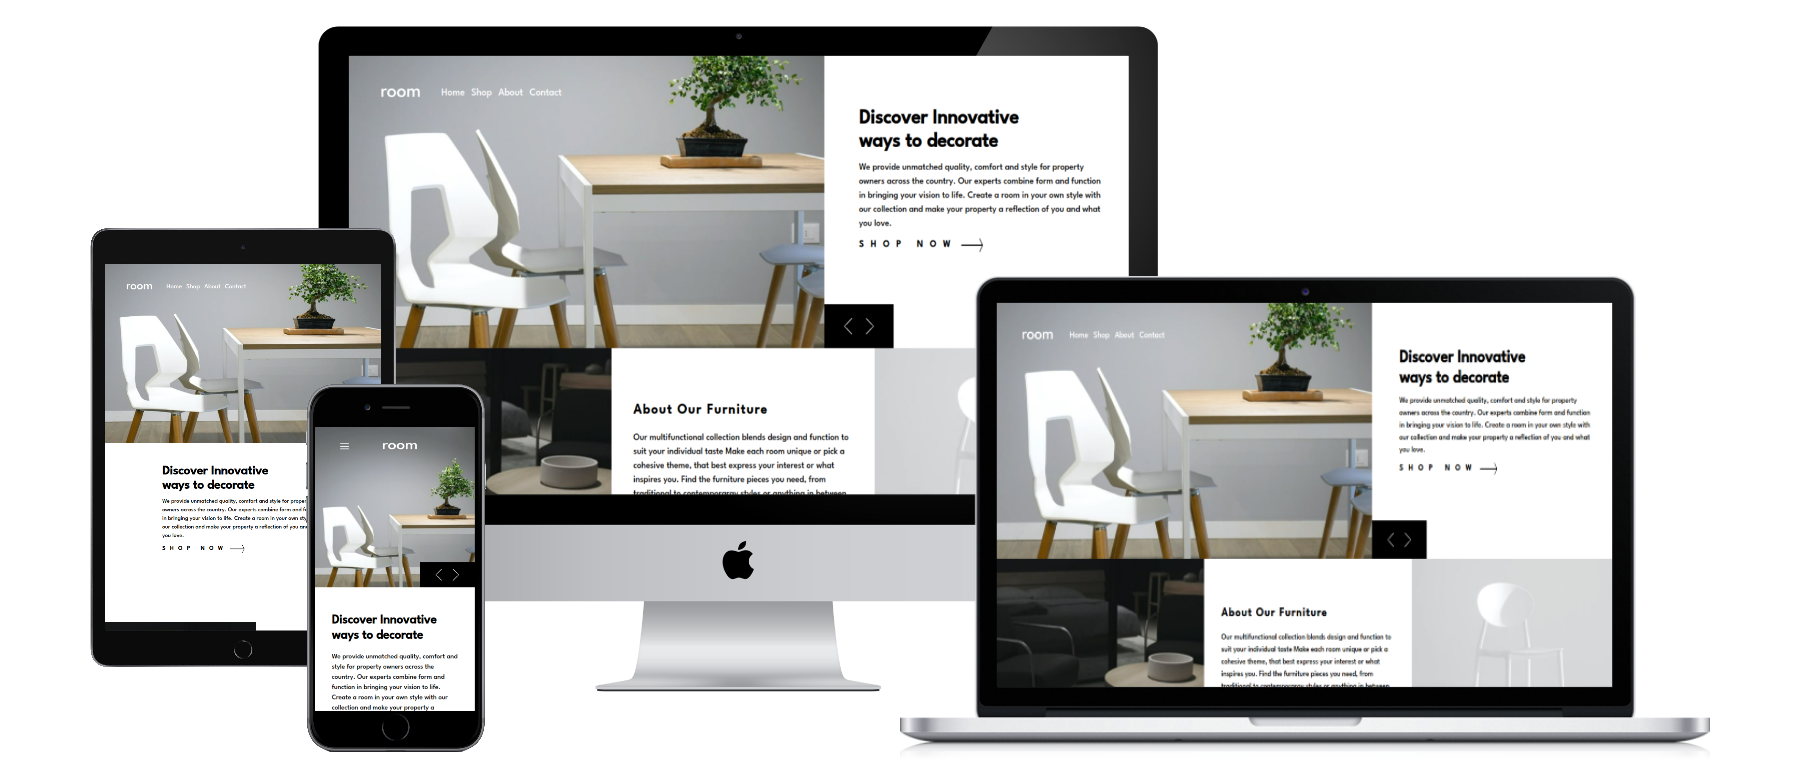 room Home Shop About Contact
Discover Innovative
ways to decorate
We provide unmatched quality, comfort and style for property
owners across the country. Our experts combine form and function
in bringing your vision to life. Create a room in your own style with
our collection and make your property a reflection of you and what
you love.
SHOP NOW
About Our Furniture
Our multifunctional collection blends design and function to
suit your individual taste Make each room unique or pick a
cohesive theme, that best express your interest or what
inspires you. Find the furniture pieces you need, from
traditional to contemporaray styles or anything in between.
room Home Shop About Contact
Discover Innovative
ways to decorate
We provide unmatched quality, comfort and style for proper
owners across the country. Our experts combine form and f
in bringing your vision to life. Create a room in your own sty
our collection and make your property a reflection of you an
you love.
SHOP NOW
room
Discover Innovative
ways to decorate
We provide unmatched quality, comfort and
style for property owners across the
country. Our experts combine form and
function in bringing your vision to life.
Create a room in your own style with our
collection and make your property a
room Home Shop About Contact
Discover Innovative
ways to decorate
We provide unmatched quality, comfort and style for property
owners across the country. Our experts combine form and function
in bringing your vision to life. Create a room in your own style with
our collection and make your property a reflection of you and what
you love.
SHOP NOW
About Our Furniture
Our multifunctional collection blends design and function to
suit your individual taste Make each room unique or pick a
cohesive theme, that best express your interest or what
inspires you. Find the furniture pieces you need, from
traditional to contemporaray styles or anything in between.